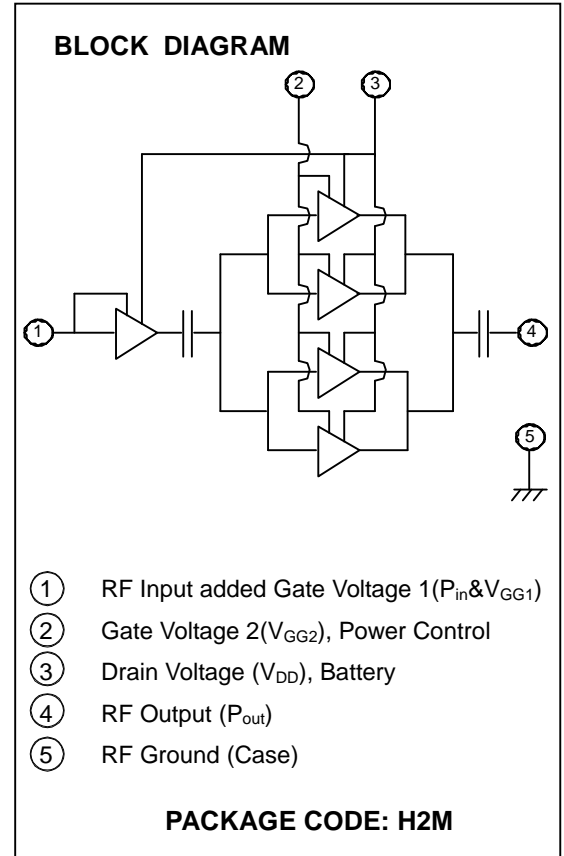 BLOCK DIAGRAM
2 3
1 4
5
1 RF Input added Gate Voltage 1(Pin&VGG1)
2 Gate Voltage 2(VGG2), Power Control
3 Drain Voltage (VDD), Battery
4 RF Output (Pout)
5 RF Ground (Case)
PACKAGE CODE: H2M